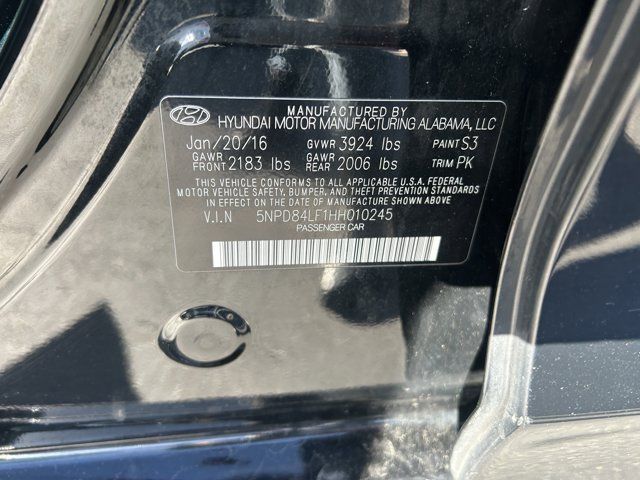 MANUFACTURED BY
HYUNDAI MOTOR MANUFACTURING ALABAMA, LLC
Jan/20/16 GVWR 3924 lbs PAINT S3
GAWR FRONT 2183 lbs GAWR REAR 2006 lbs TRIM PK
THIS VEHICLE CONFORMS TO ALL APPLICABLE U.S.A. FEDERAL
MOTOR VEHICLE SAFETY, BUMPER, AND THEFT PREVENTION STANDARDS
IN EFFECT ON THE DATE OF MANUFACTURE SHOWN ABOVE
V.I.N 5NPD84LF1HH010245
PASSENGER CAR